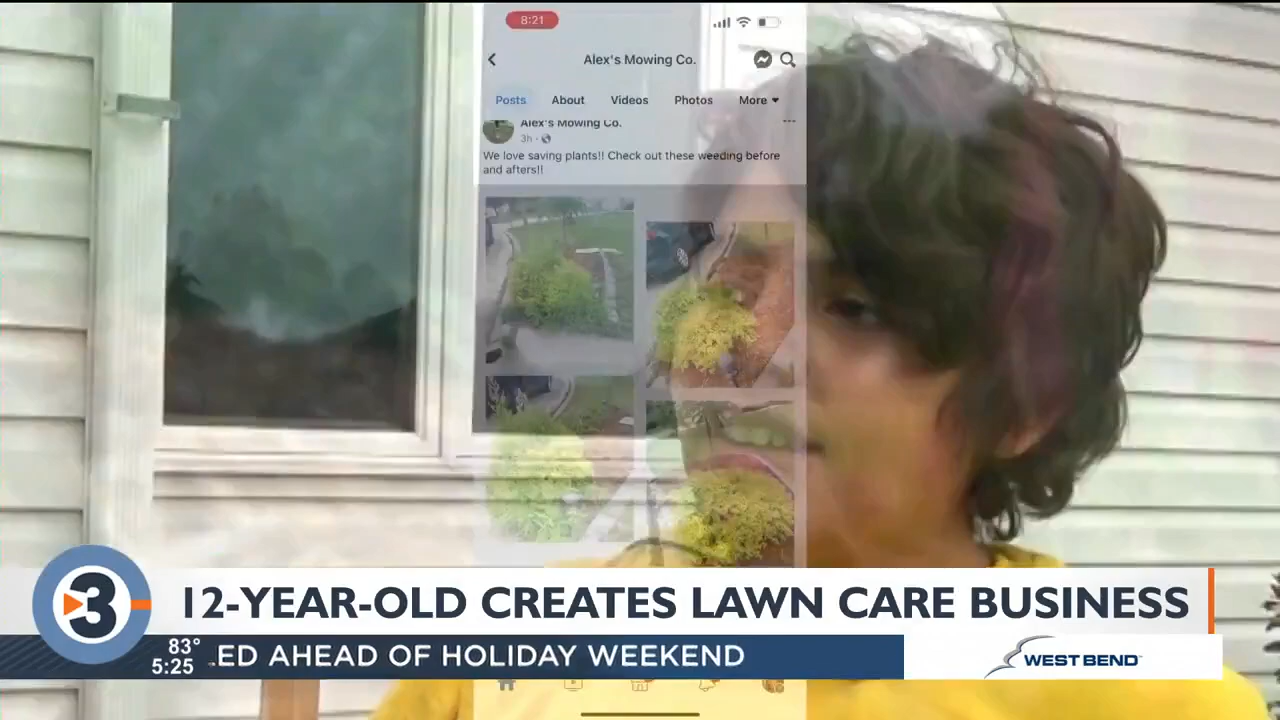 8:21
Alex's Mowing Co.
Posts About Videos Photos More
Alex's Mowing Co.
3h
We love saving plants!! Check out these weeding before
and afters!!
3
12-YEAR-OLD CREATES LAWN CARE BUSINESS
83°
5:25
ED AHEAD OF HOLIDAY WEEKEND
WEST BEND